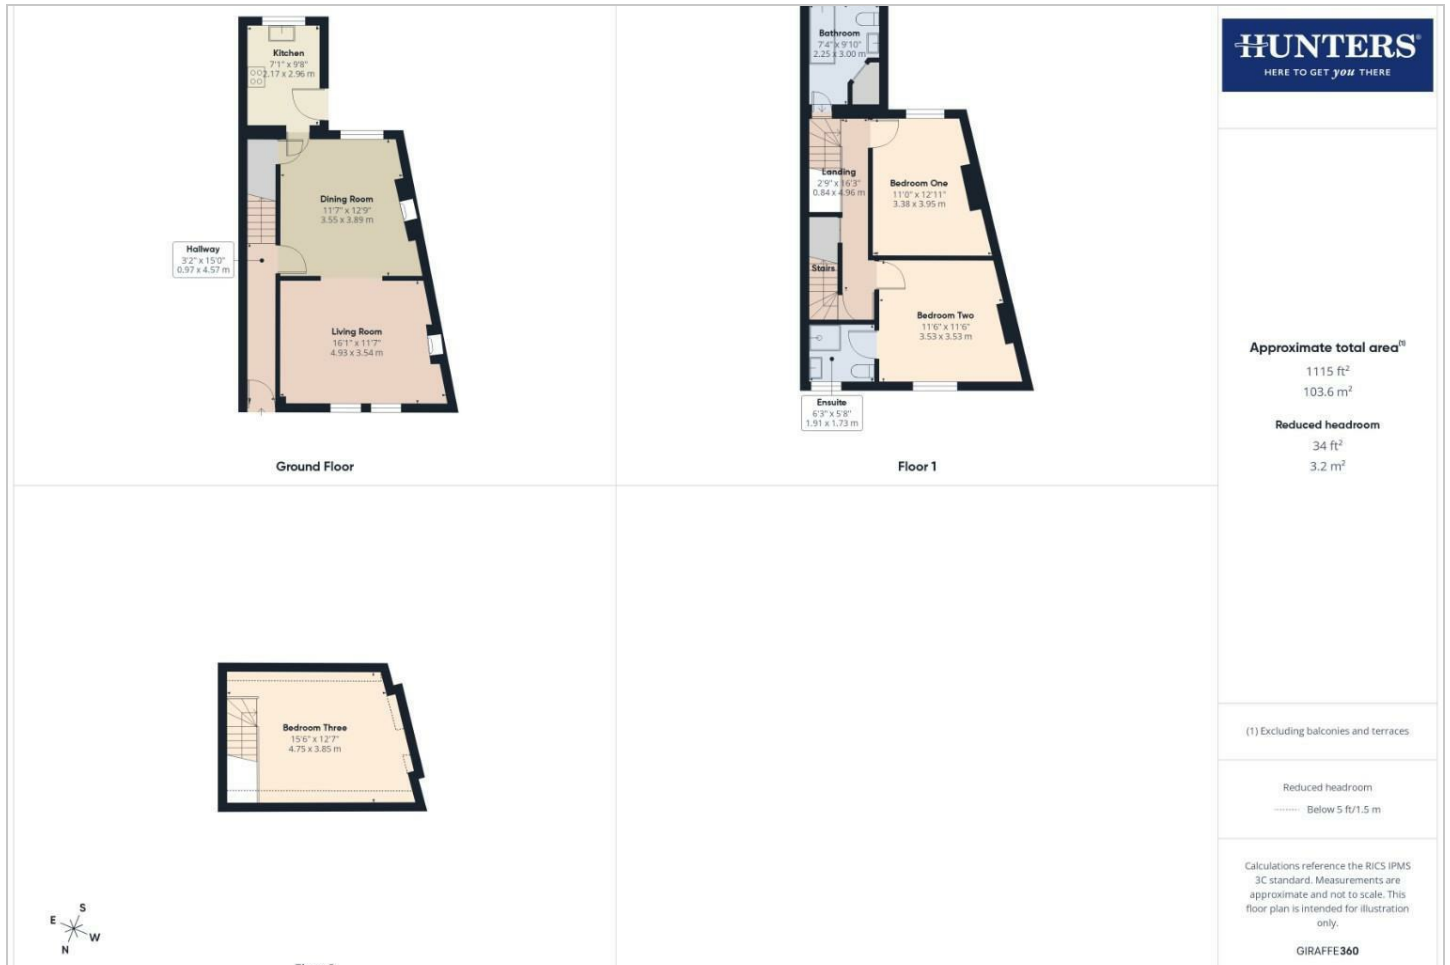 Kitchen
7'1" x 9'8"
2.17 x 2.96 m
Dining Room
11'7" x 12'9"
3.55 x 3.89 m
Hallway
3'2" x 15'0"
0.97 x 4.57 m
Living Room
16'1" x 11'7"
4.93 x 3.54 m
Ground Floor
Bathroom
7'4" x 9'10"
2.25 x 3.00 m
Landing
2'9" x 16'3"
0.84 x 4.96 m
Bedroom One
11'0" x 12'11"
3.38 x 3.95 m
Stairs
Bedroom Two
11'6" x 11'6"
3.53 x 3.53 m
Ensuite
6'3" x 5'8"
1.91 x 1.73 m
Floor 1
Bedroom Three
15'6" x 12'7"
4.75 x 3.85 m
S
E
W
N
HUNTERS®
HERE TO GET you THERE
Approximate total area(1)
1115 ft²
103.6 m²
Reduced headroom
34 ft²
3.2 m²
(1) Excluding balconies and terraces
Reduced headroom
Below 5 ft/1.5 m
Calculations reference the RICS IPMS
3C standard. Measurements are
approximate and not to scale. This
floor plan is intended for illustration
only.
GIRAFFE360